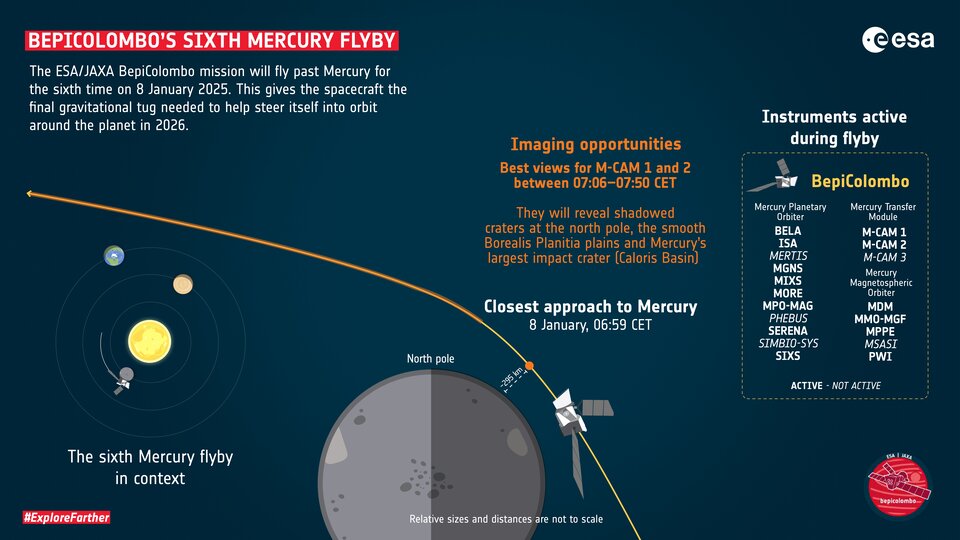 BEPICOLOMBO'S SIXTH MERCURY FLYBY
The ESA/JAXA BepiColombo mission will fly past Mercury for
the sixth time on 8 January 2025. This gives the spacecraft the
final gravitational tug needed to help steer itself into orbit
around the planet in 2026.
esa
Imaging opportunities
Best views for M-CAM 1 and 2
between 07:06–07:50 CET
They will reveal shadowed
craters at the north pole, the smooth
Borealis Planitia plains and Mercury's
largest impact crater (Caloris Basin)
Closest approach to Mercury
8 January, 06:59 CET
North pole
~295 km
Instruments active
during flyby
BepiColombo
Mercury Planetary
Orbiter
BELA
ISA
MERTIS
MGNS
MIXS
MORE
MPO-MAG
PHEBUS
SERENA
SIMBIO-SYS
SIXS
Mercury Transfer
Module
M-CAM 1
M-CAM 2
M-CAM 3
Mercury
Magnetospheric
Orbiter
MDM
MMO-MGF
MPPE
MSASI
PWI
ACTIVE - NOT ACTIVE
The sixth Mercury flyby
in context
#ExploreFarther
Relative sizes and distances are not to scale
ESA | JAXA
bepicolombo